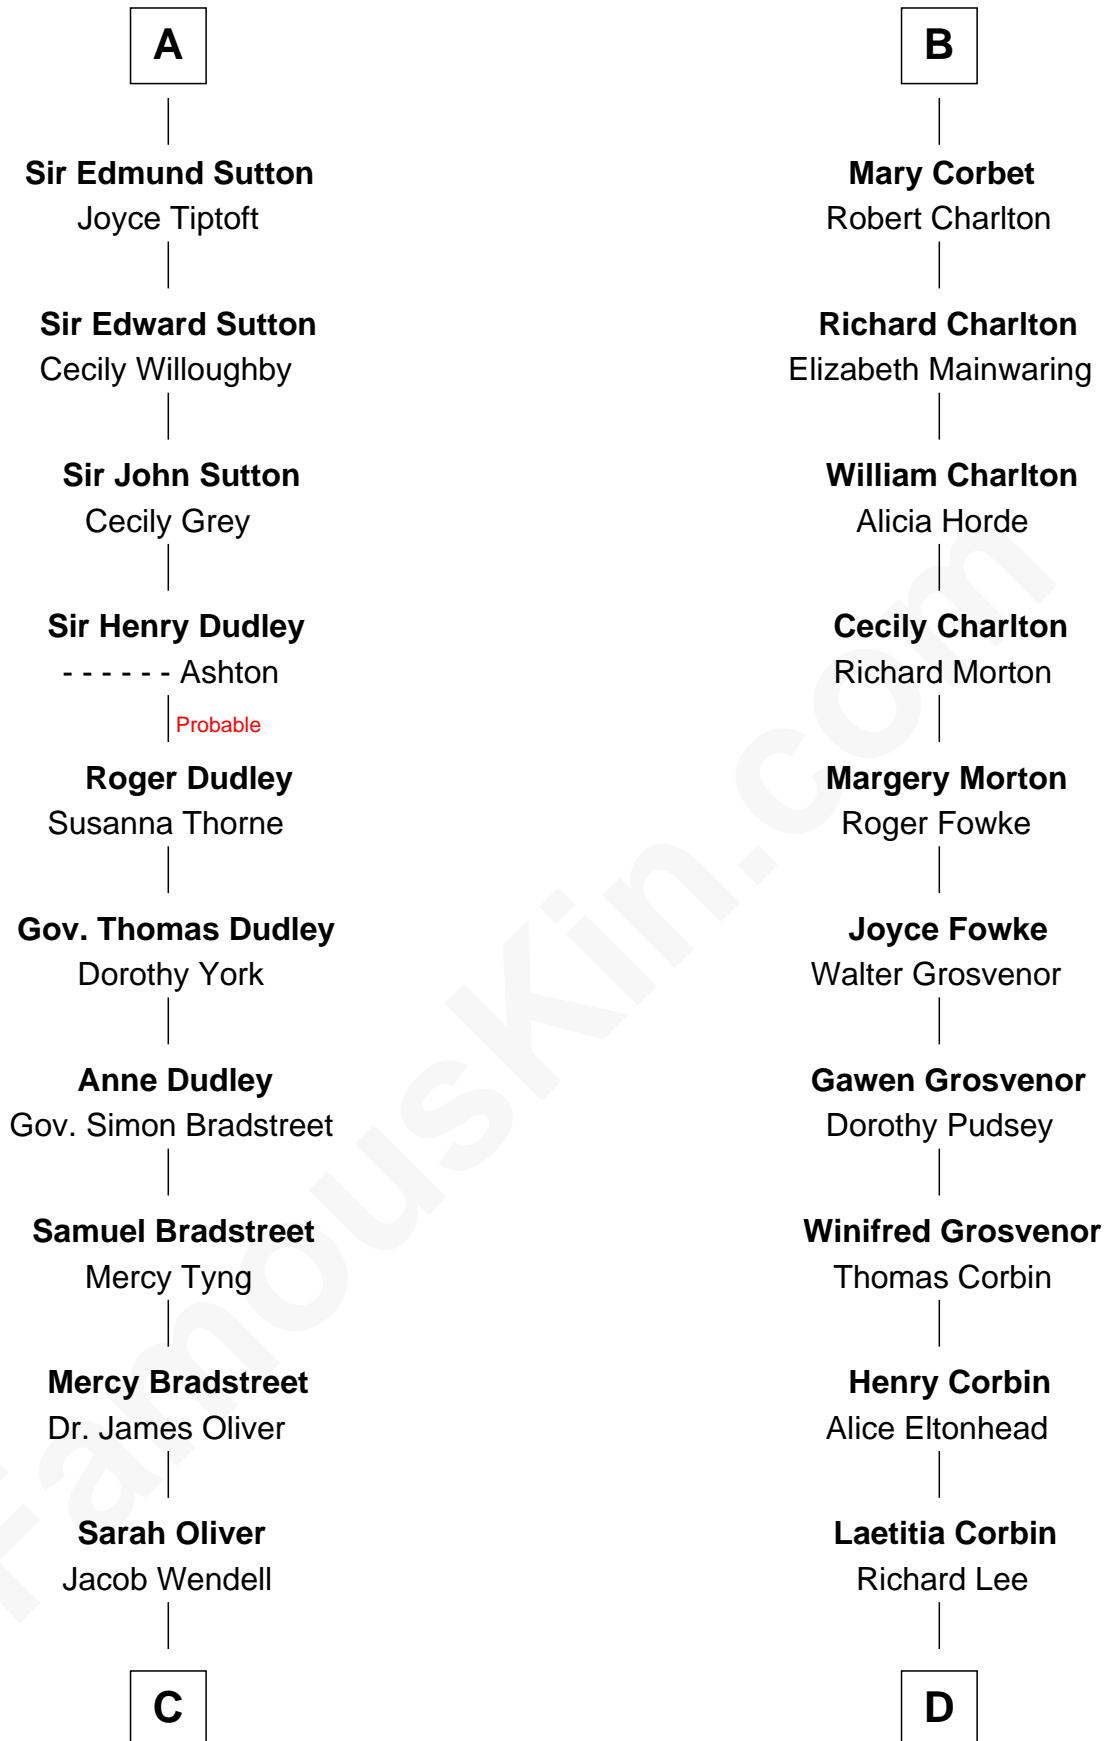 A
Sir Edmund Sutton
Joyce Tiptoft
Sir Edward Sutton
Cecily Willoughby
Sir John Sutton
Cecily Grey
Sir Henry Dudley
- - - - - - Ashton
Probable
Roger Dudley
Susanna Thorne
Gov. Thomas Dudley
Dorothy York
Anne Dudley
Gov. Simon Bradstreet
Samuel Bradstreet
Mercy Tyng
Mercy Bradstreet
Dr. James Oliver
Sarah Oliver
Jacob Wendell
C
B
Mary Corbet
Robert Charlton
Richard Charlton
Elizabeth Mainwaring
William Charlton
Alicia Horde
Cecily Charlton
Richard Morton
Margery Morton
Roger Fowke
Joyce Fowke
Walter Grosvenor
Gawen Grosvenor
Dorothy Pudsey
Winifred Grosvenor
Thomas Corbin
Henry Corbin
Alice Eltonhead
Laetitia Corbin
Richard Lee
D
FamousKin.com